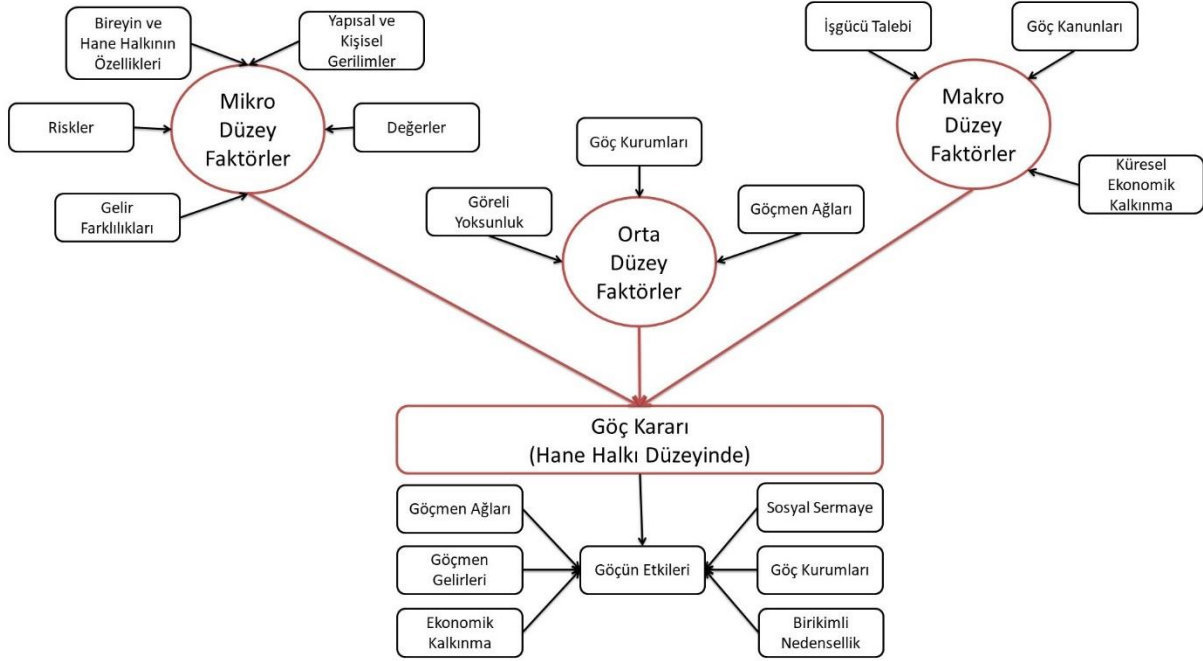 Bireyin ve
Hane Halkının
Özellikleri
Yapısal ve
Kişisel
Gerilimler
Riskler
Mikro
Düzey
Faktörler
Değerler
Gelir
Farklılıkları
Göç Kurumları
Göreli
Yoksunluk
Göçmen Ağları
Orta
Düzey
Faktörler
İşgücü Talebi
Göç Kanunları
Makro
Düzey
Faktörler
Küresel
Ekonomik
Kalkınma
Göç Kararı
(Hane Halkı Düzeyinde)
Göçmen Ağları
Göçmen
Gelirleri
Ekonomik
Kalkınma
Göçün Etkileri
Sosyal Sermaye
Göç Kurumları
Birikimli
Nedensellik